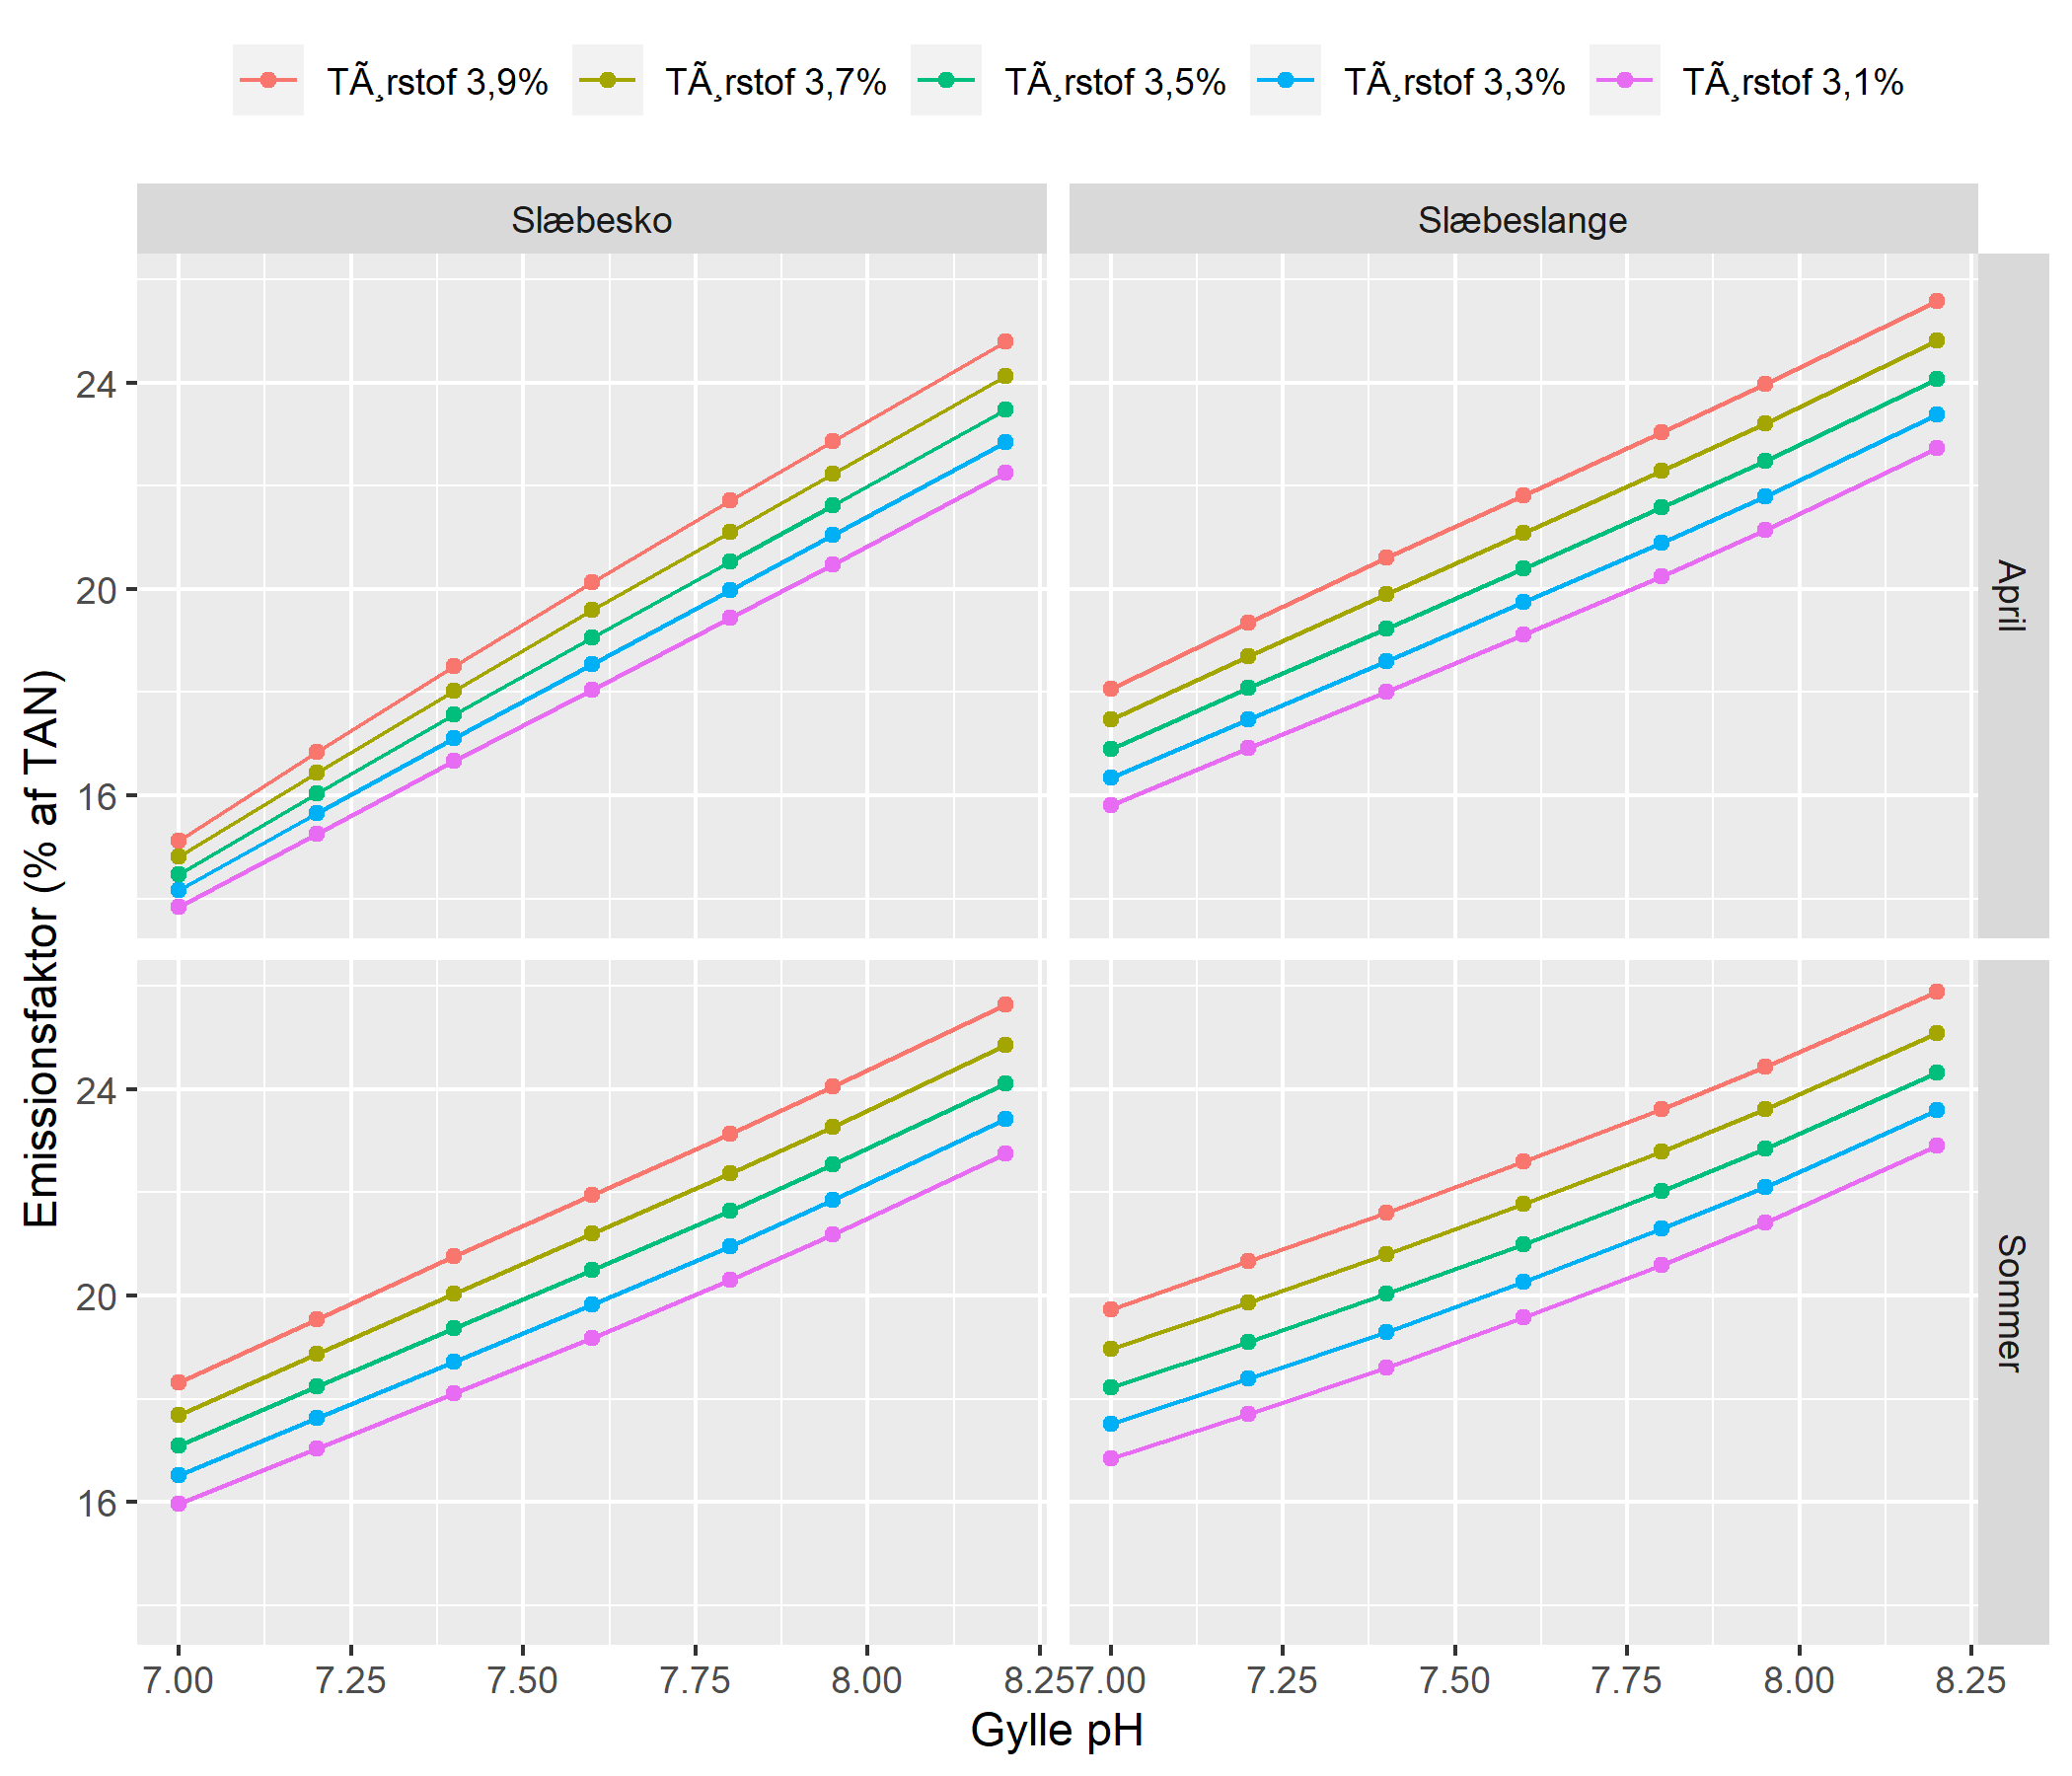 TÃ¸rstof 3,9% TÃ¸rstof 3,7% TÃ¸rstof 3,5% TÃ¸rstof 3,3% TÃ¸rstof 3,1%
Slæbesko Slæbeslange
24
20
16
April
24
20
16
Sommer
Emissionsfaktor (% af TAN)
7.00 7.25 7.50 7.75 8.00 8.25 7.00 7.25 7.50 7.75 8.00 8.25
Gylle pH